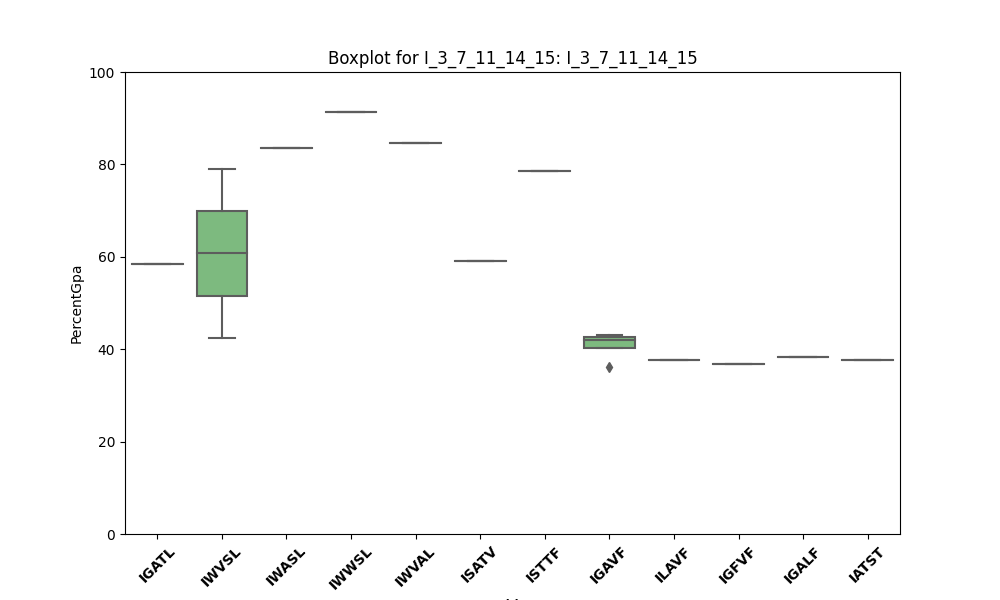 Boxplot for I_3_7_11_14_15: I_3_7_11_14_15
PercentGpa
100
80
60
40
20
0
IGATL
IWVSL
IWASL
IWWSL
IWVAL
ISATV
ISTTF
IGAVF
ILAVF
IGFVF
IGALF
IATST